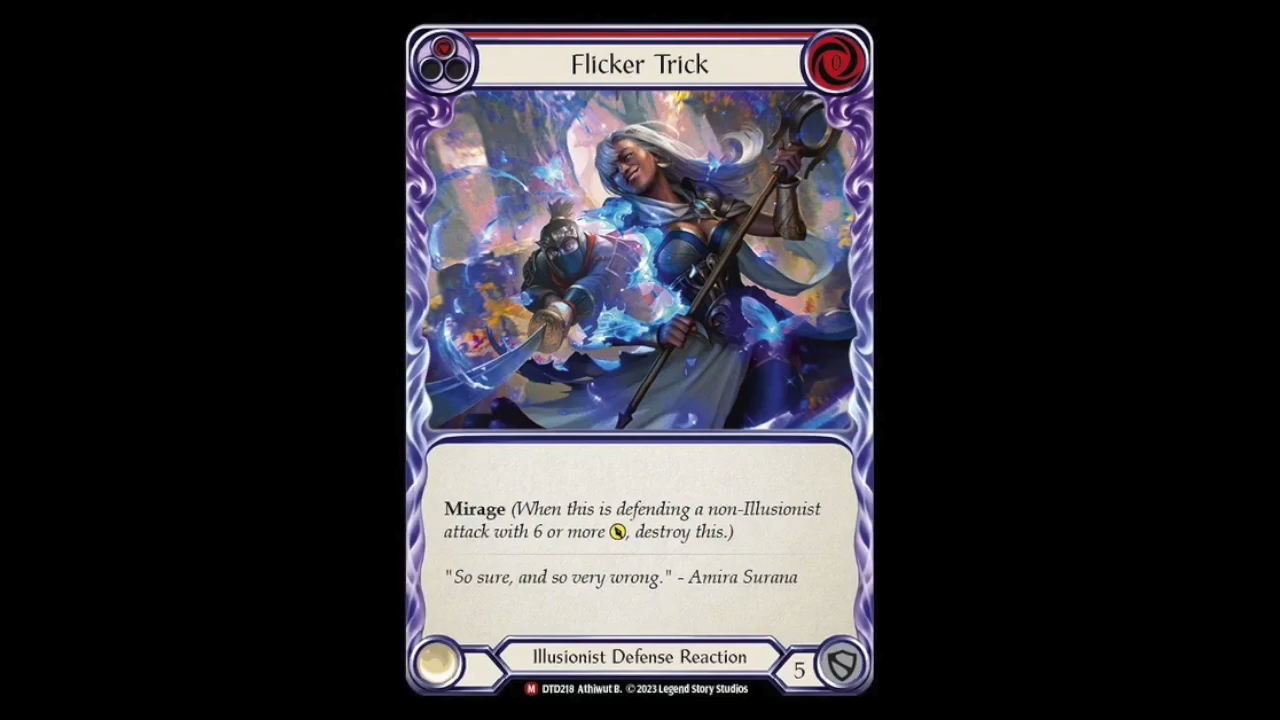 Flicker Trick
0
Mirage (When this is defending a non-Illusionist
attack with 6 or more , destroy this.)
"So sure, and so very wrong." - Amira Surana
Illusionist Defense Reaction
5
M DTD218 Athiwut B. © 2023 Legend Story Studios